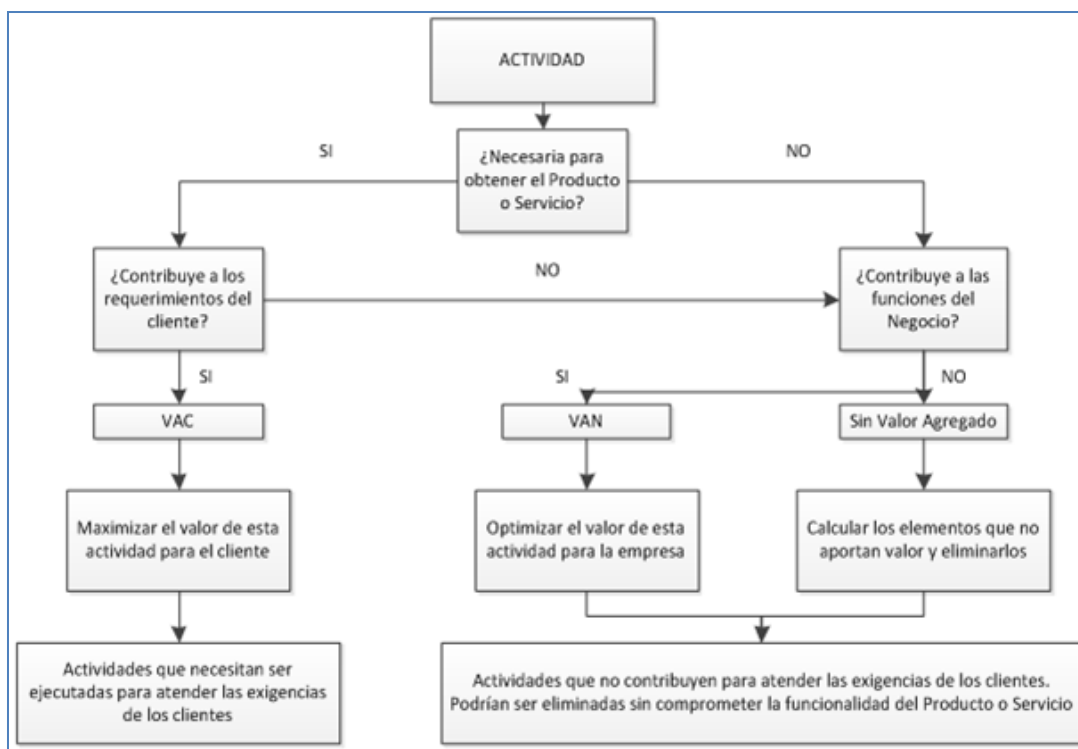 ACTIVIDAD
SI
¿Necesaria para
obtener el Producto
o Servicio?
NO
¿Contribuye a los
requerimientos del
cliente?
NO
¿Contribuye a las
funciones del
Negocio?
SI
SI
NO
VAC
VAN
Sin Valor Agregado
Maximizar el valor de esta
actividad para el cliente
Optimizar el valor de esta
actividad para la empresa
Calcular los elementos que no
aportan valor y eliminarlos
Actividades que necesitan ser
ejecutadas para atender las exigencias
de los clientes
Actividades que no contribuyen para atender las exigencias de los clientes.
Podrían ser eliminadas sin comprometer la funcionalidad del Producto o Servicio